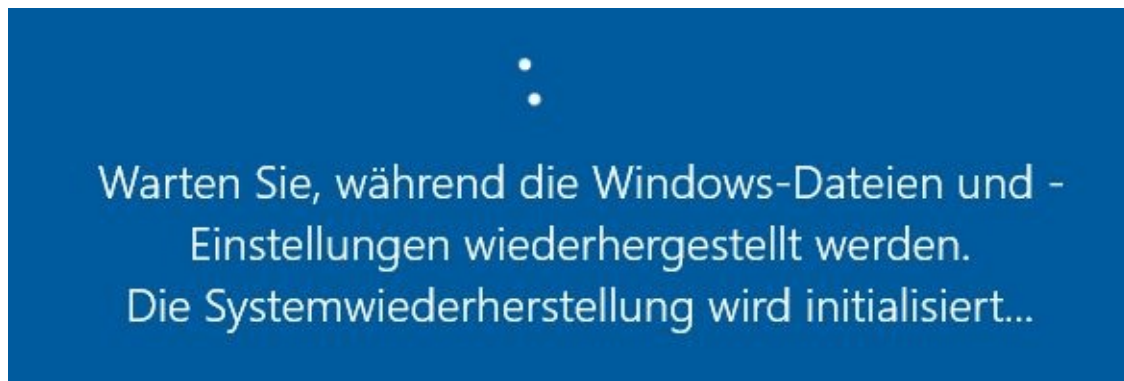 Warten Sie, während die Windows-Dateien und -
Einstellungen wiederhergestellt werden.
Die Systemwiederherstellung wird initialisiert...